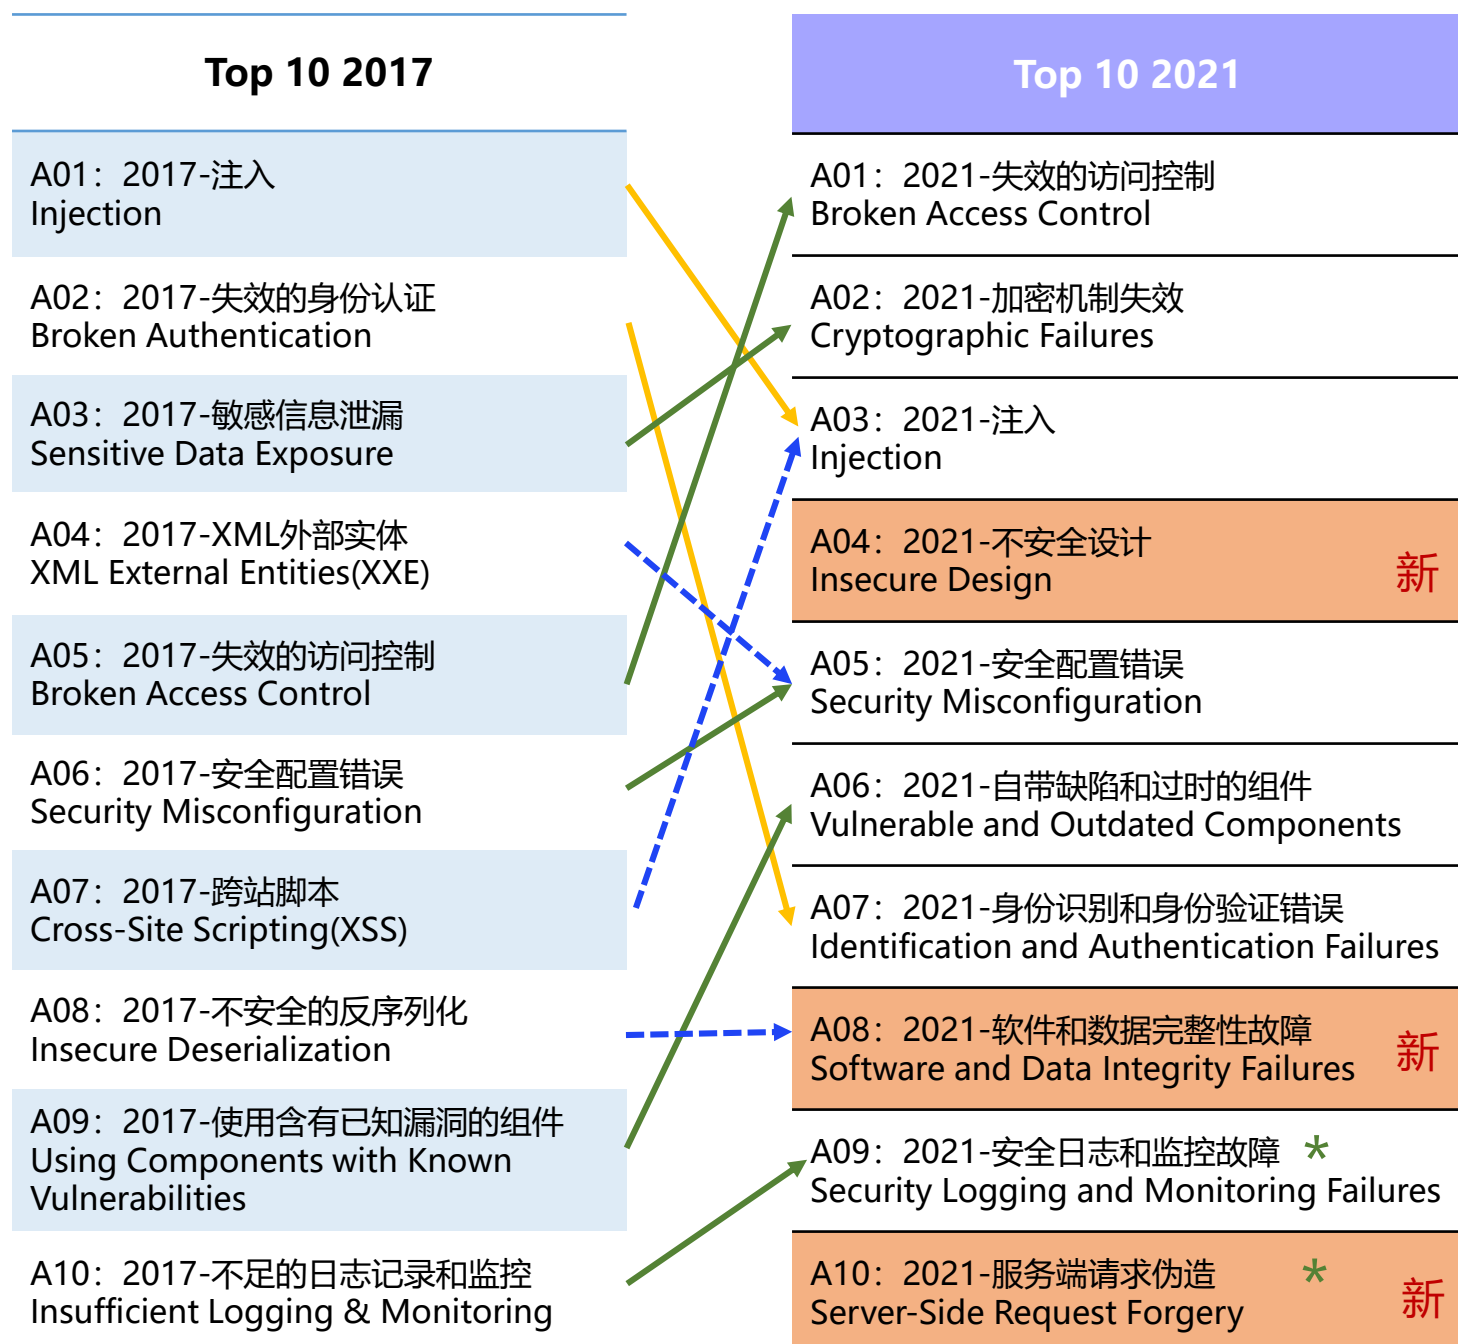 Top 10 2017
A01：2017-注入
Injection
A02：2017-失效的身份认证
Broken Authentication
A03：2017-敏感信息泄漏
Sensitive Data Exposure
A04：2017-XML外部实体
XML External Entities(XXE)
A05：2017-失效的访问控制
Broken Access Control
A06：2017-安全配置错误
Security Misconfiguration
A07：2017-跨站脚本
Cross-Site Scripting(XSS)
A08：2017-不安全的反序列化
Insecure Deserialization
A09：2017-使用含有已知漏洞的组件
Using Components with Known
Vulnerabilities
A10：2017-不足的日志记录和监控
Insufficient Logging & Monitoring
Top 10 2021
A01：2021-失效的访问控制
Broken Access Control
A02：2021-加密机制失效
Cryptographic Failures
A03：2021-注入
Injection
A04：2021-不安全设计
Insecure Design
新
A05：2021-安全配置错误
Security Misconfiguration
A06：2021-自带缺陷和过时的组件
Vulnerable and Outdated Components
A07：2021-身份识别和身份验证错误
Identification and Authentication Failures
A08：2021-软件和数据完整性故障
Software and Data Integrity Failures
新
A09：2021-安全日志和监控故障 *
Security Logging and Monitoring Failures
A10：2021-服务端请求伪造 *
Server-Side Request Forgery
新